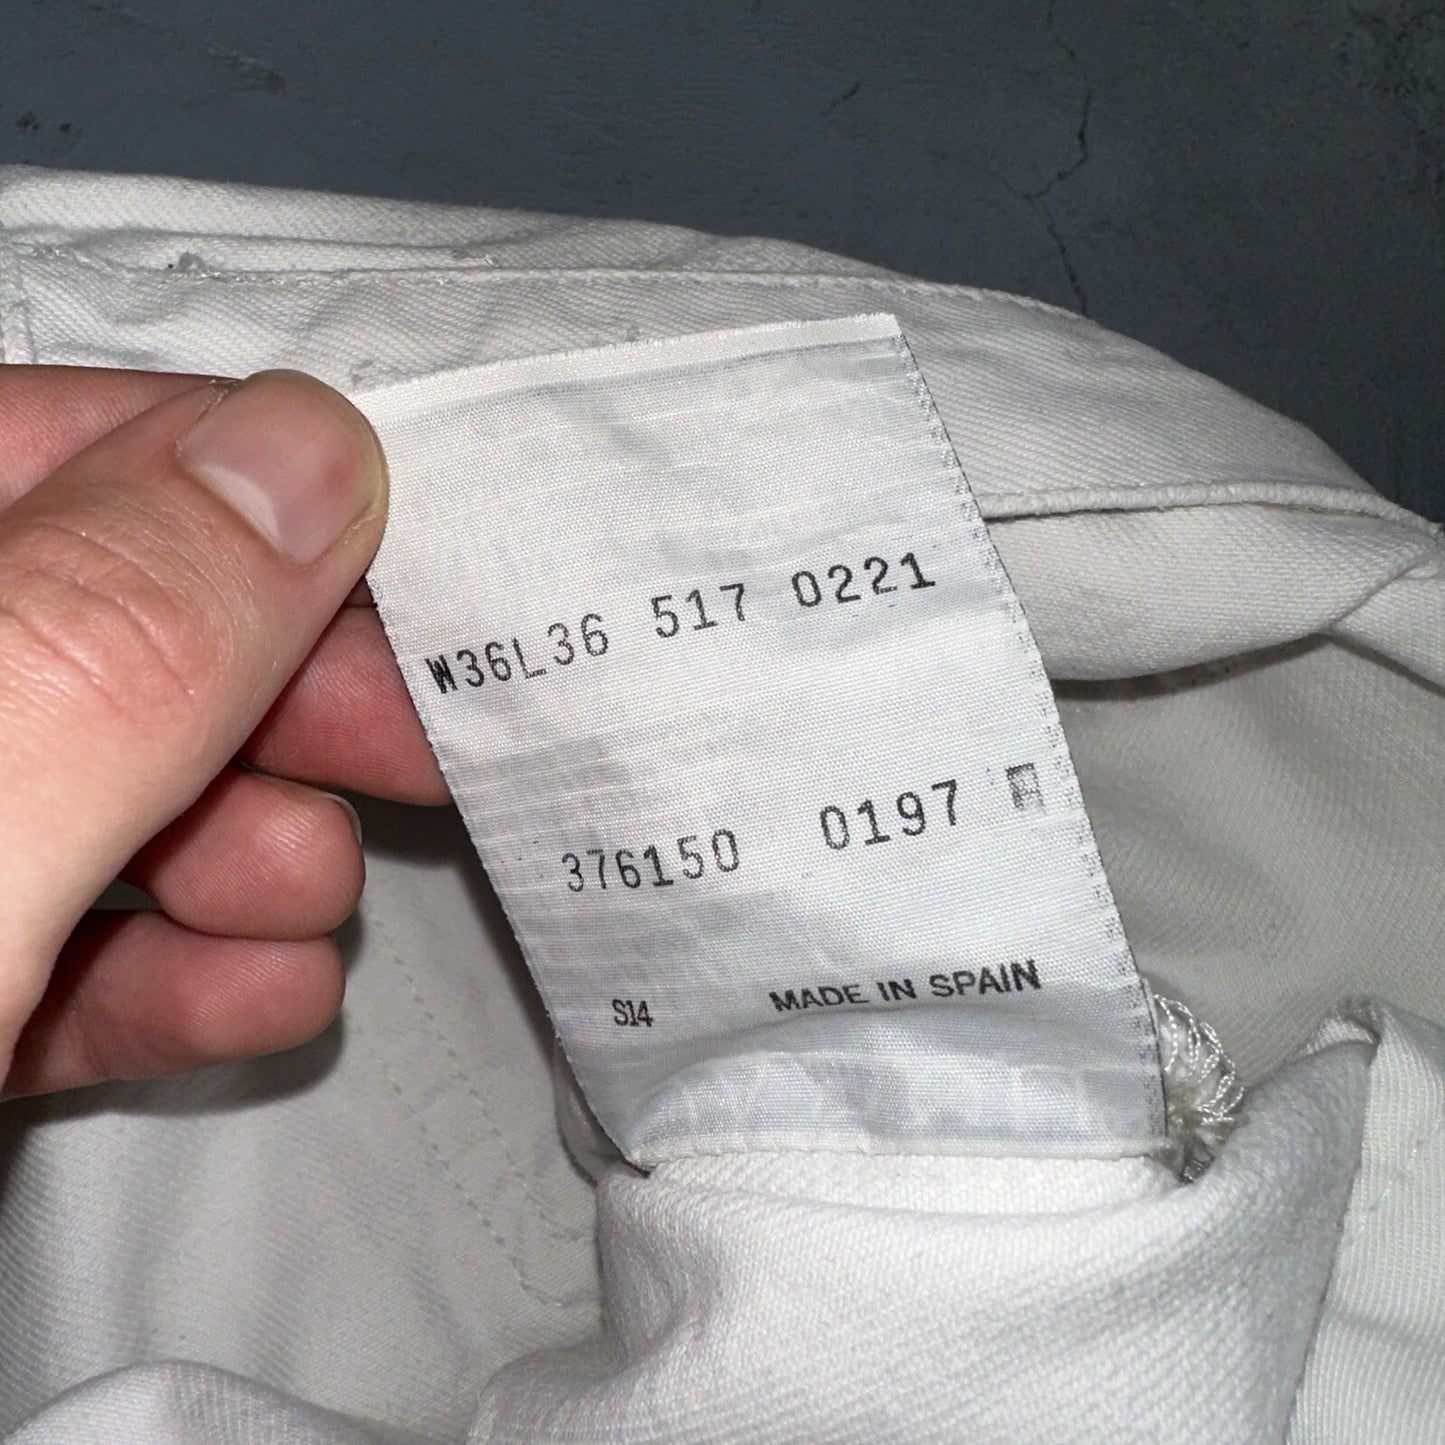 W36L36 517 0221
376150 0197
S14 MADE IN SPAIN